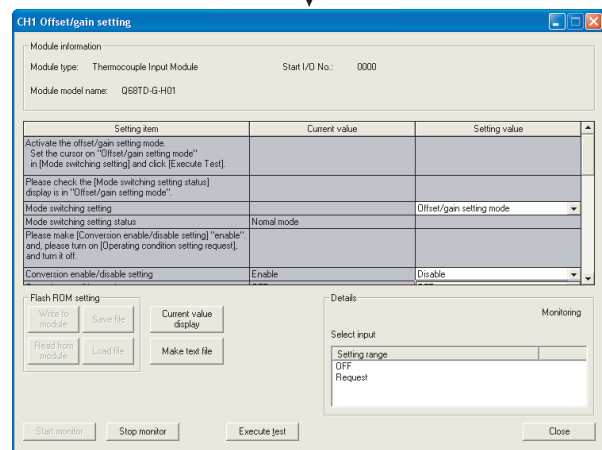 CH1 Offset/gain setting
Module information
Module type: Thermocouple Input Module Start I/O No.: 0000
Module model name: Q68TD-G-H01
Setting item Current value Setting value
Activate the offset/gain setting mode.
Set the cursor on "Offset/gain setting mode"
in [Mode switching setting] and click [Execute Test].
Please check the [Mode switching setting status]
display is in "Offset/gain setting mode".
Mode switching setting Offset/gain setting mode
Mode switching setting status Nomal mode
Please make [Conversion enable/disable setting] "enable".
and, please turn on [Operating condition setting request],
and turn it off.
Conversion enable/disable setting Enable Disable
Flash ROM setting
Write to
module
Save file
Current value
display
Read from
module
Load file
Make text file
Details
Monitoring
Select input
Setting range
OFF
Request
Start monitor Stop monitor Execute test Close